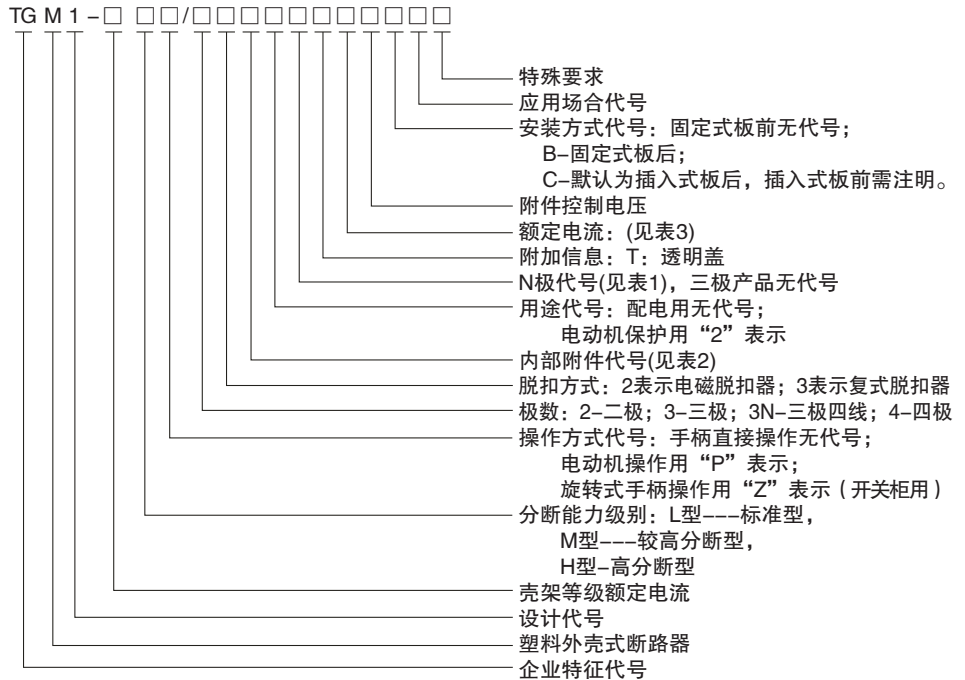 TG M 1 –□ □□/□□□□□□□□□□□
特殊要求
应用场合代号
安装方式代号：固定式板前无代号；
B–固定式板后；
C–默认为插入式板后，插入式板前需注明。
附件控制电压
额定电流：(见表3)
附加信息：T：透明盖
N极代号(见表1)，三极产品无代号
用途代号：配电用无代号；
电动机保护用“2”表示
内部附件代号(见表2)
脱扣方式：2表示电磁脱扣器；3表示复式脱扣器
极数：2–二极；3–三极；3N–三极四线；4–四极
操作方式代号：手柄直接操作无代号；
电动机操作用“P”表示；
旋转式手柄操作用“Z”表示（开关柜用）
分断能力级别：L型–––标准型，
M型–––较高分断型，
H型–高分断型
壳架等级额定电流
设计代号
塑料外壳式断路器
企业特征代号